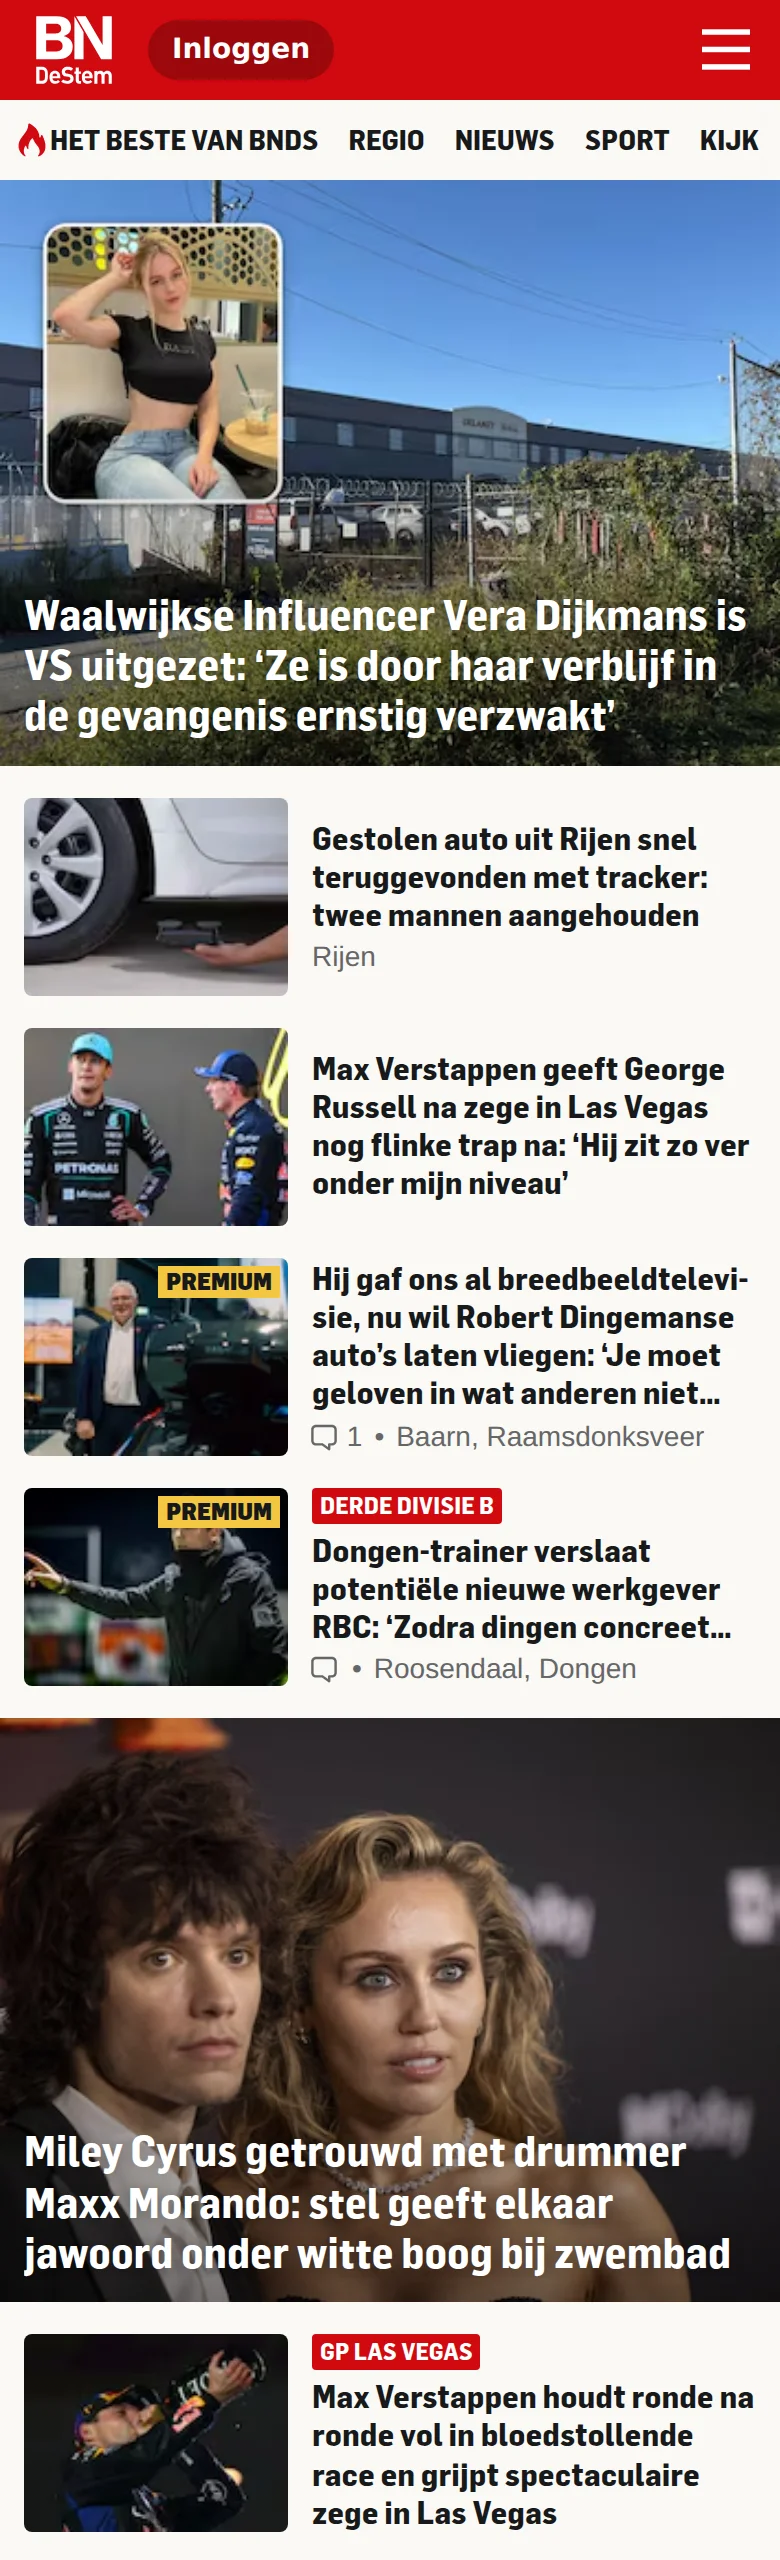 BN
DeStem
Inloggen
HET BESTE VAN BNDS REGIO NIEUWS SPORT KIJK
Waalwijkse Influencer Vera Dijkmans is
VS uitgezet: ‘Ze is door haar verblijf in
de gevangenis ernstig verzwakt’
Gestolen auto uit Rijen snel
teruggevonden met tracker:
twee mannen aangehouden
Rijen
Max Verstappen geeft George
Russell na zege in Las Vegas
nog flinke trap na: ‘Hij zit zo ver
onder mijn niveau’
PETRONAS
PREMIUM
Hij gaf ons al breedbeeldtelevi-
sie, nu wil Robert Dingemanse
auto’s laten vliegen: ‘Je moet
geloven in wat anderen niet...
1 • Baarn, Raamsdonksveer
PREMIUM
DERDE DIVISIE B
Dongen-trainer verslaat
potentiële nieuwe werkgever
RBC: ‘Zodra dingen concreet...
• Roosendaal, Dongen
Miley Cyrus getrouwd met drummer
Maxx Morando: stel geeft elkaar
jawoord onder witte boog bij zwembad
GP LAS VEGAS
Max Verstappen houdt ronde na
ronde vol in bloedstollende
race en grijpt spectaculaire
zege in Las Vegas